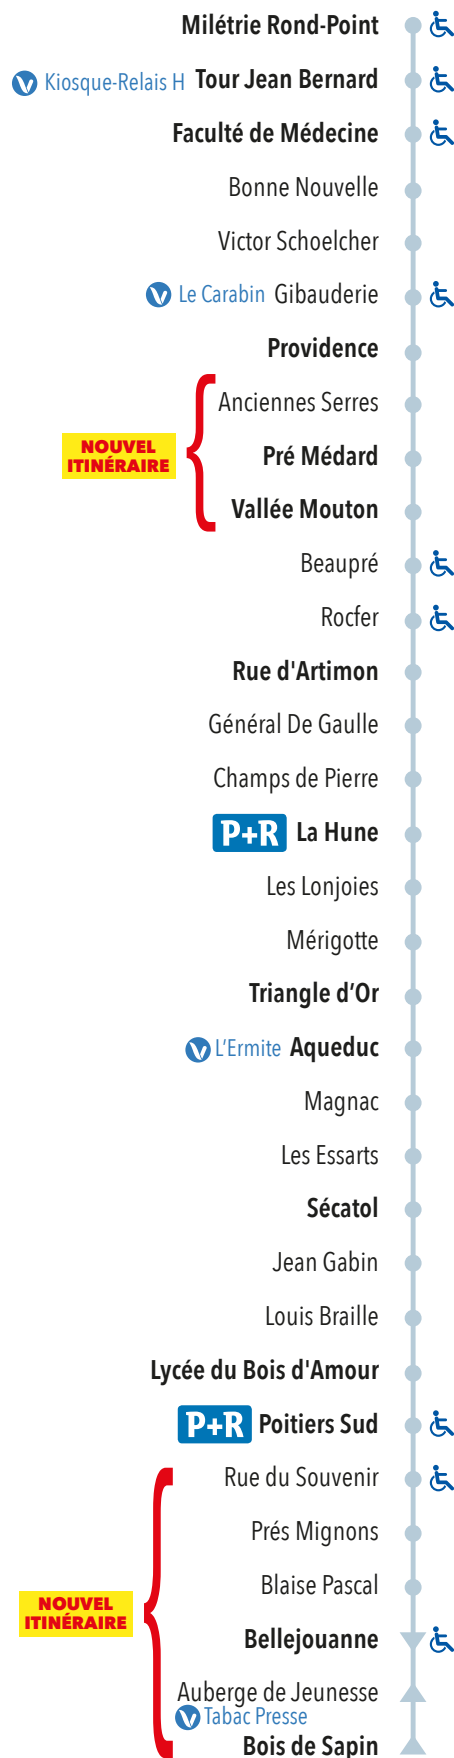 Milétrie Rond-Point
Kiosque-Relais H Tour Jean Bernard
Faculté de Médecine
Bonne Nouvelle
Victor Schoelcher
Le Carabin Gibauderie
Providence
Anciennes Serres
NOUVEL
ITINÉRAIRE
Pré Médard
Vallée Mouton
Beaupré
Rocfer
Rue d'Artimon
Général De Gaulle
Champs de Pierre
P+R La Hune
Les Lonjoies
Mérigotte
Triangle d’Or
L’Ermite Aqueduc
Magnac
Les Essarts
Sécatol
Jean Gabin
Louis Braille
Lycée du Bois d'Amour
P+R Poitiers Sud
Rue du Souvenir
Prés Mignons
Blaise Pascal
NOUVEL
ITINÉRAIRE
Bellejouanne
Auberge de Jeunesse
Tabac Presse
Bois de Sapin